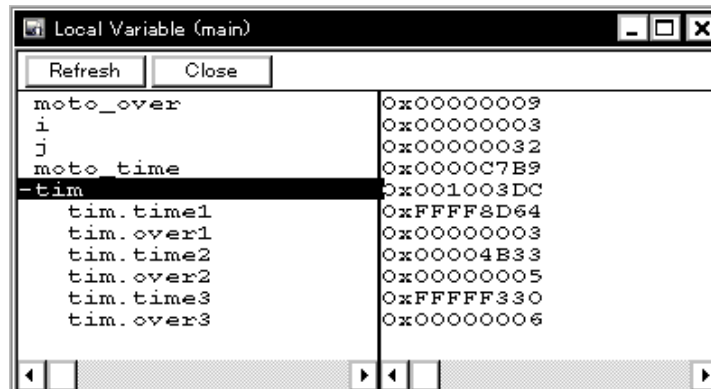 Local Variable (main)
Refresh Close
moto_over 0x00000009
i 0x00000003
j 0x00000032
moto_time 0x0000C7B9
-tim 0x001003DC
tim.time1 0xFFFF8D64
tim.over1 0x00000003
tim.time2 0x00004B33
tim.over2 0x00000005
tim.time3 0xFFFFF330
tim.over3 0x00000006